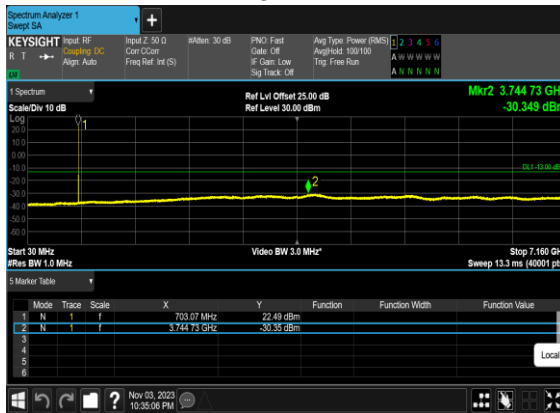 Spectrum Analyzer 1
Swept SA
KEYSIGHT
R T
Input: RF
Coupling: DC
Align: Auto
Input Z: 50 Ω
Corr CCorr
Freq Ref: Int (S)
#Atten: 30 dB
PNO: Fast
Gate: Off
IF Gain: Low
Sig Track: Off
Avg Type: Power (RMS)
Avg|Hold: 100/100
Trig: Free Run
1 2 3 4 5 6
A W W W W W
A N N N N N
1 Spectrum
Scale/Div 10 dB
Ref Lvl Offset 25.00 dB
Ref Level 30.00 dBm
Mkr2 3.744 73 GH
-30.349 dBr
Log
20.0
10.0
0.00
-10.0
-20.0
-30.0
-40.0
-50.0
-60.0
1
2
DL1 -13.00 dB
Start 30 MHz
#Res BW 1.0 MHz
Video BW 3.0 MHz*
Stop 7.160 GH
Sweep 13.3 ms (40001 pts
5 Marker Table
Mode Trace Scale X Y Function Function Width Function Value
1 N 1 f 703.07 MHz 22.49 dBm
2 N 1 f 3.744 73 GHz -30.35 dBm
3
4
5
6
Local
?
Nov 03, 2023
10:35:06 PM